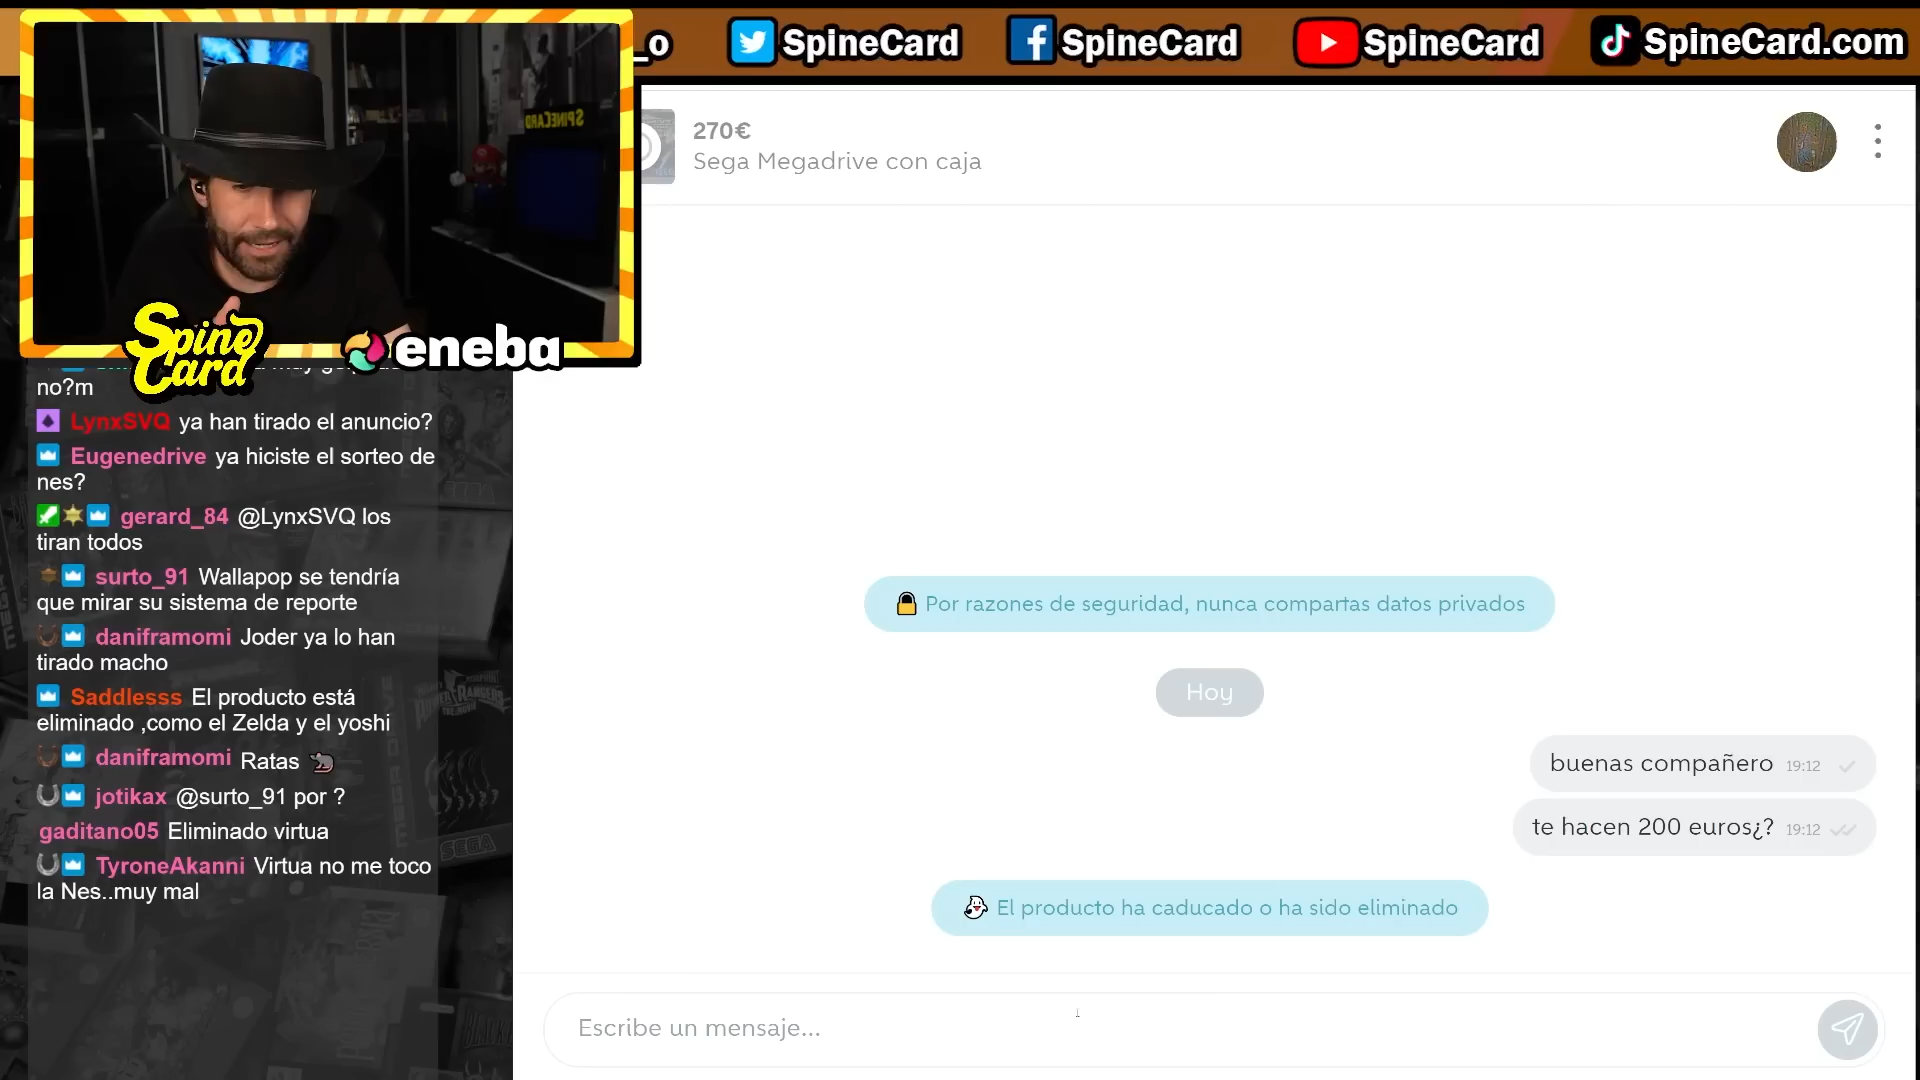 _o
SpineCard
SpineCard
SpineCard
SpineCard.com
SPINECARD
Spine
Card
eneba
270€
Sega Megadrive con caja
no?m
LynxSVQ ya han tirado el anuncio?
Eugenedrive ya hiciste el sorteo de
nes?
gerard_84 @LynxSVQ los
tiran todos
surto_91 Wallapop se tendría
que mirar su sistema de reporte
daniframomi Joder ya lo han
tirado macho
Saddlesss El producto está
eliminado ,como el Zelda y el yoshi
daniframomi Ratas
jotikax @surto_91 por ?
gaditano05 Eliminado virtua
TyroneAkanni Virtua no me toco
la Nes..muy mal
Por razones de seguridad, nunca compartas datos privados
Hoy
buenas compañero 19:12
te hacen 200 euros¿? 19:12
El producto ha caducado o ha sido eliminado
Escribe un mensaje...